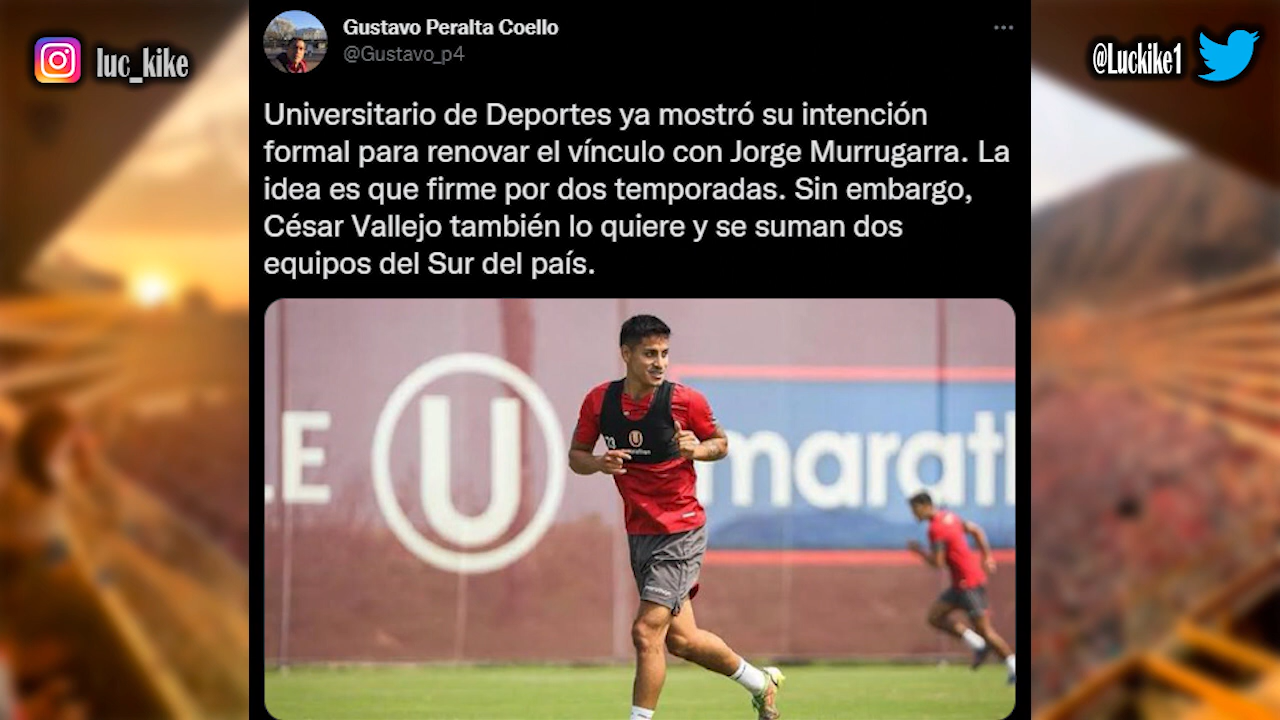 luc_kike
@Luckike1
Gustavo Peralta Coello
@Gustavo_p4
Universitario de Deportes ya mostró su intención
formal para renovar el vínculo con Jorge Murrugarra. La
idea es que firme por dos temporadas. Sin embargo,
César Vallejo también lo quiere y se suman dos
equipos del Sur del país.
LE U marath
23 U
marathon